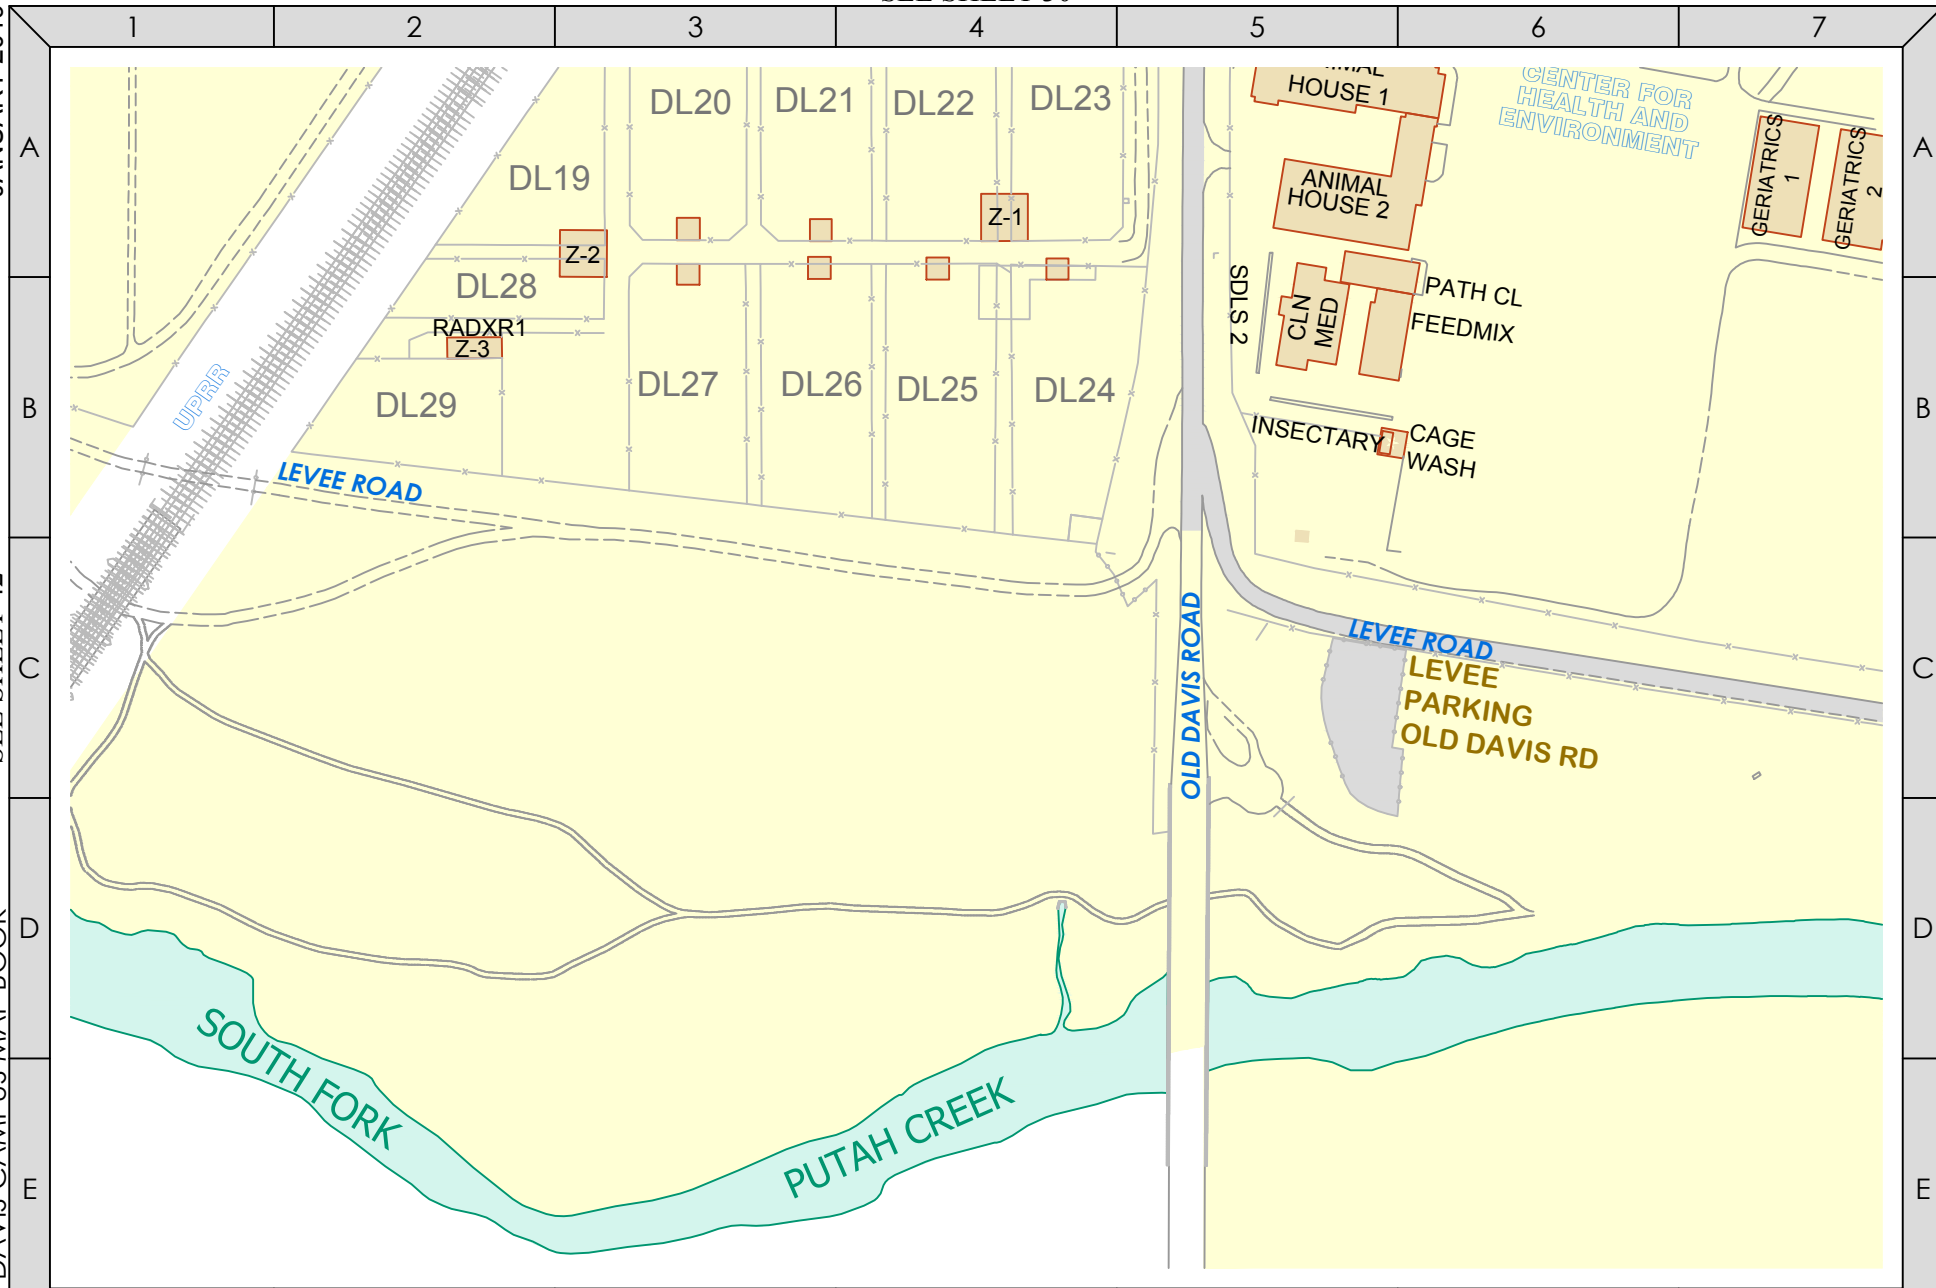 1 2 3 4 5 6 7
A
A
B
B
C
C
D
D
E
E
DL20
DL21
DL22
DL23
HOUSE 1
CENTER FOR
HEALTH AND
ENVIRONMENT
GERIATRICS
1
GERIATRICS
2
DL19
ANIMAL
HOUSE 2
Z-1
Z-2
DL28
RADXR1
Z-3
SDLS 2
CLN
MED
PATH CL
FEEDMIX
UPRR
DL29
DL27
DL26
DL25
DL24
INSECTARY
CAGE
WASH
LEVEE ROAD
OLD DAVIS ROAD
LEVEE ROAD
LEVEE
PARKING
OLD DAVIS RD
SOUTH FORK
PUTAH CREEK